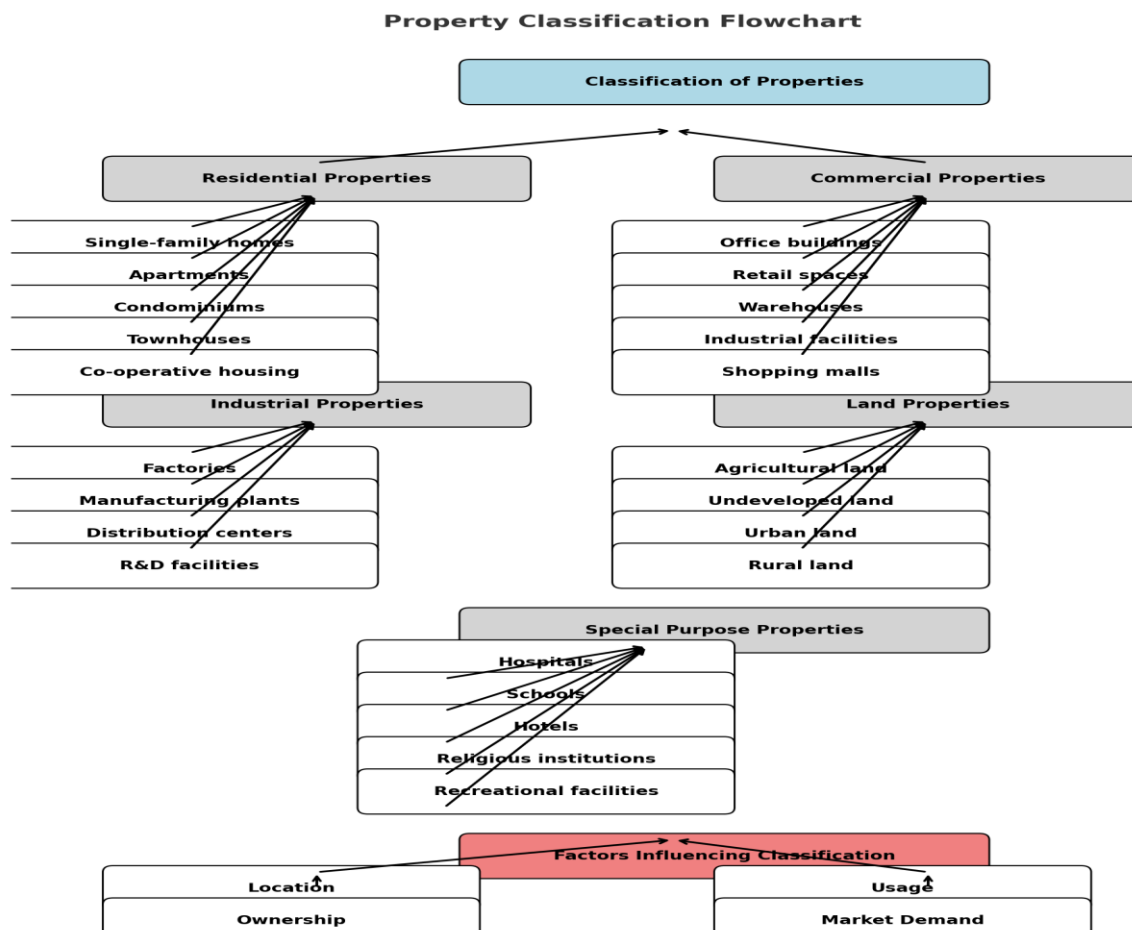 Property Classification Flowchart
Classification of Properties
Residential Properties
Commercial Properties
Single-family homes
Office buildings
Apartments
Retail spaces
Condominiums
Warehouses
Townhouses
Industrial facilities
Co-operative housing
Shopping malls
Industrial Properties
Land Properties
Factories
Agricultural land
Manufacturing plants
Undeveloped land
Distribution centers
Urban land
R&D facilities
Rural land
Special Purpose Properties
Hospitals
Schools
Hotels
Religious institutions
Recreational facilities
Factors Influencing Classification
Location
Usage
Ownership
Market Demand